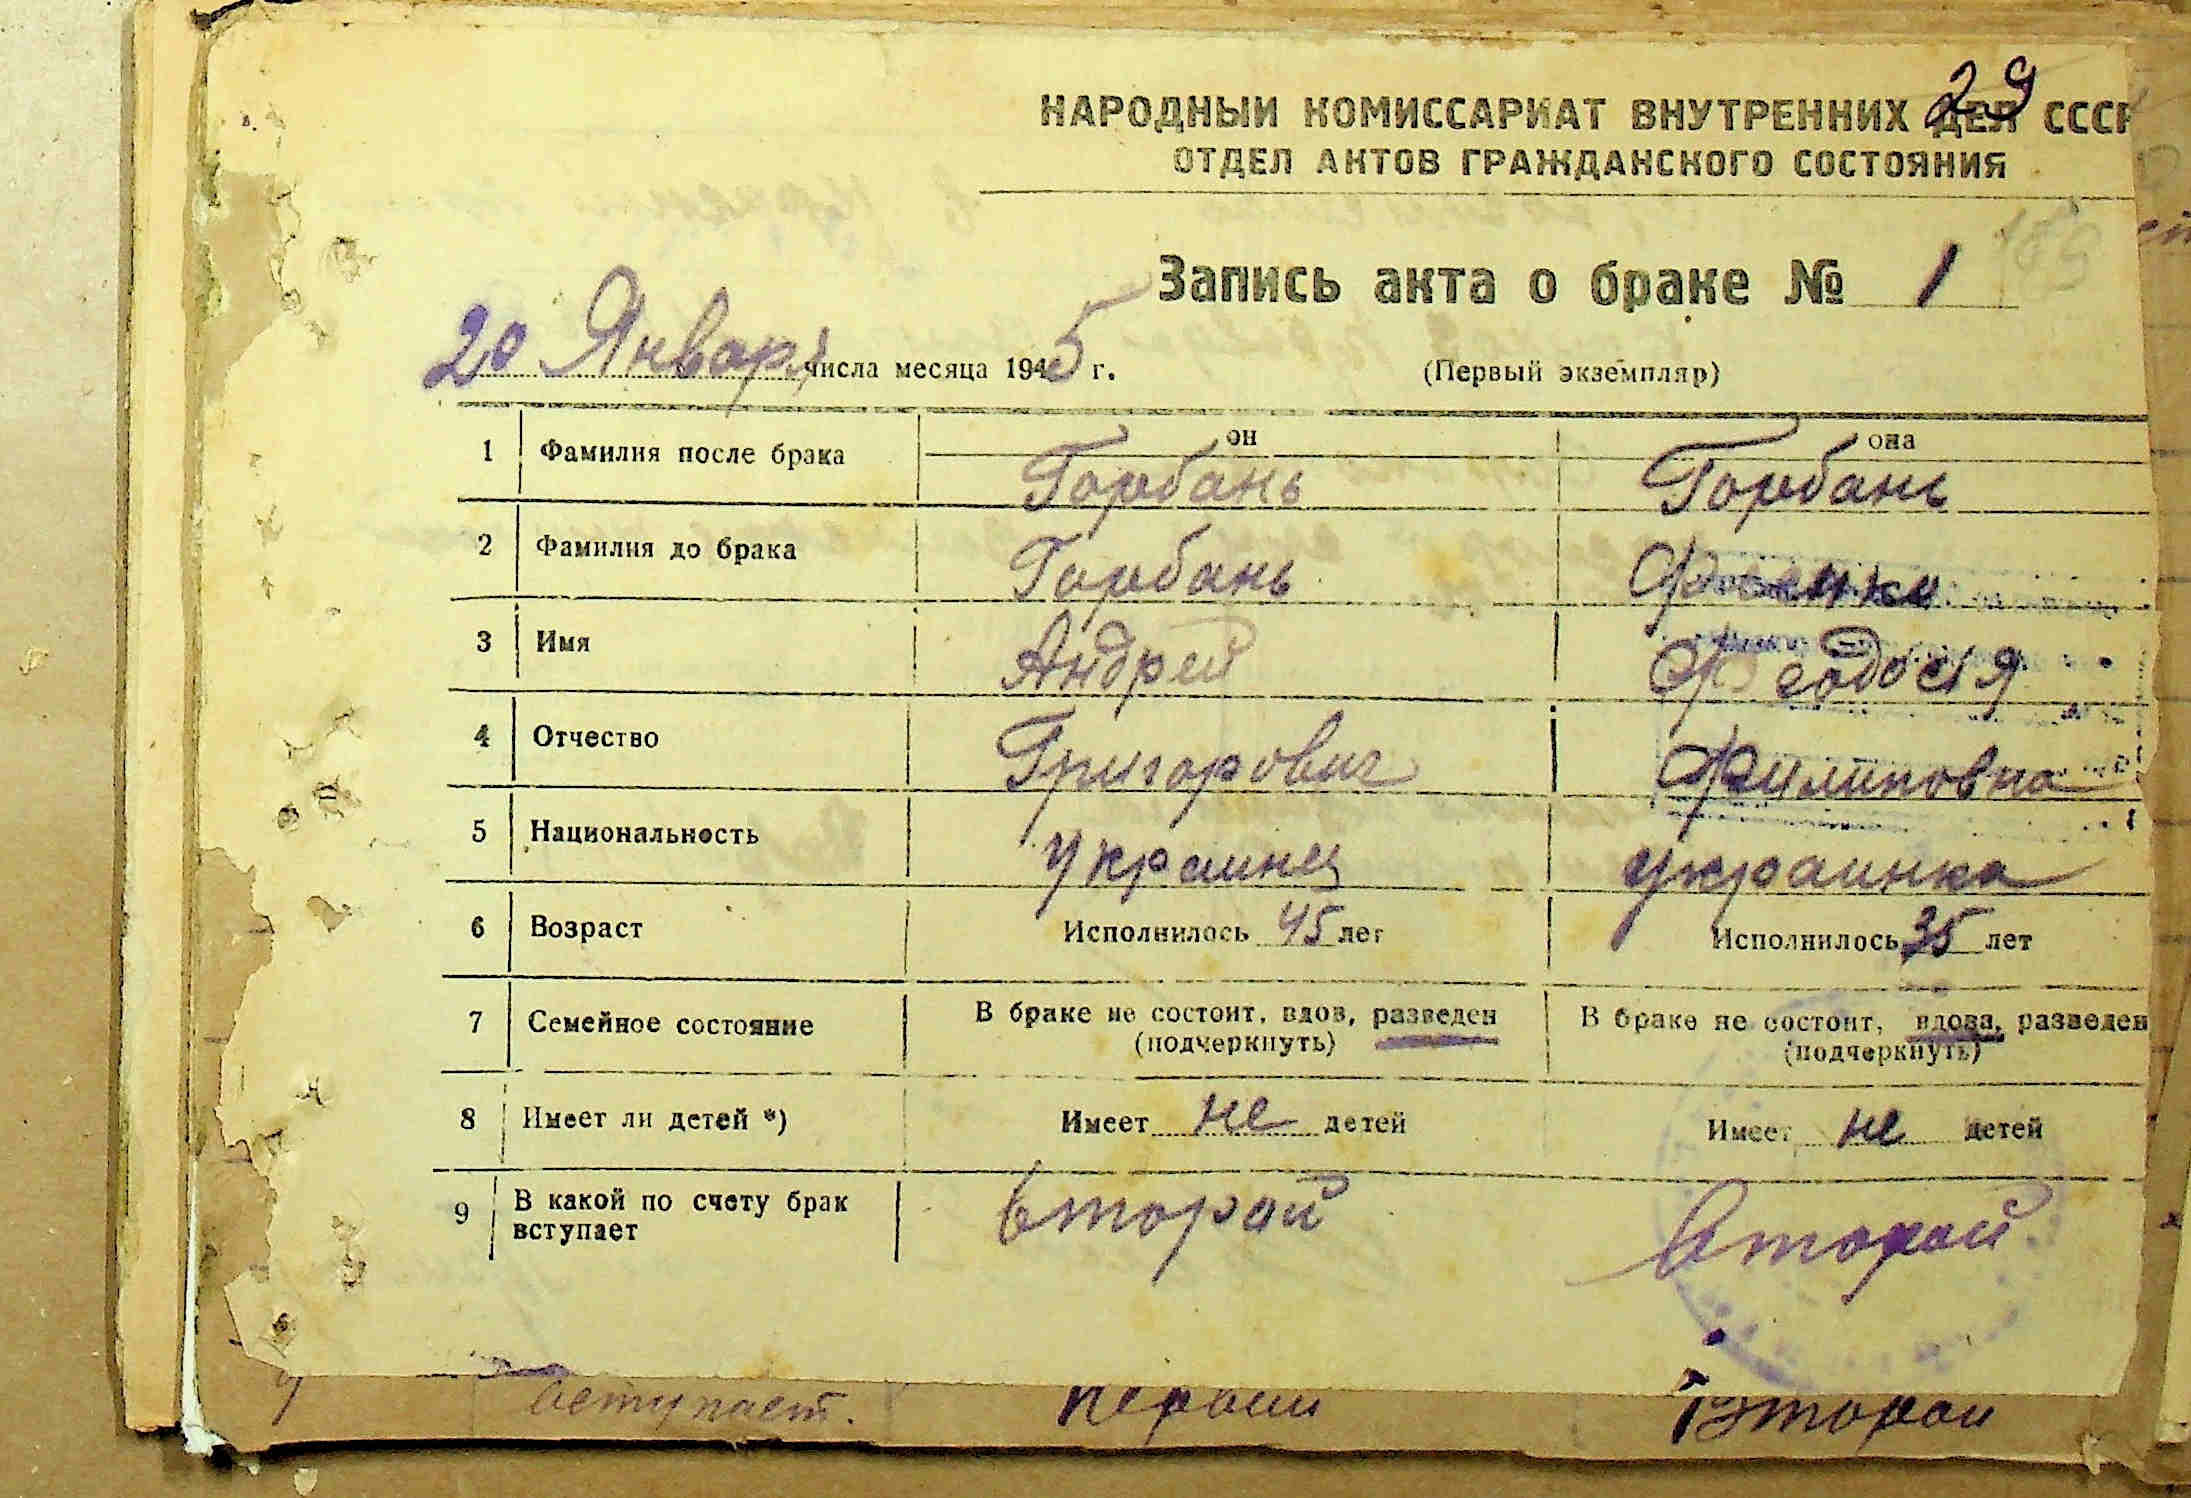 29
НАРОДНЫЙ КОМИССАРИАТ ВНУТРЕННИХ ДЕЛ СССР
ОТДЕЛ АКТОВ ГРАЖДАНСКОГО СОСТОЯНИЯ
Запись акта о браке № 1
20 Января числа месяца 1945 г. (Первый экземпляр)
он она
1 Фамилия после брака Горбань Горбань
2 Фамилия до брака Горбань
3 Имя Андрей Феодосия
4 Отчество Григорович Филиповна
5 Национальность украинец украинка
6 Возраст Исполнилось 45 лет Исполнилось 35 лет
7 Семейное состояние В браке не состоит, вдов, разведен В браке не состоит, вдова, разведен
(подчеркнуть) (подчеркнуть)
8 Имеет ли детей *) Имеет не детей Имеет не детей
9 В какой по счету брак
вступает второй второй
вступает. первый второй